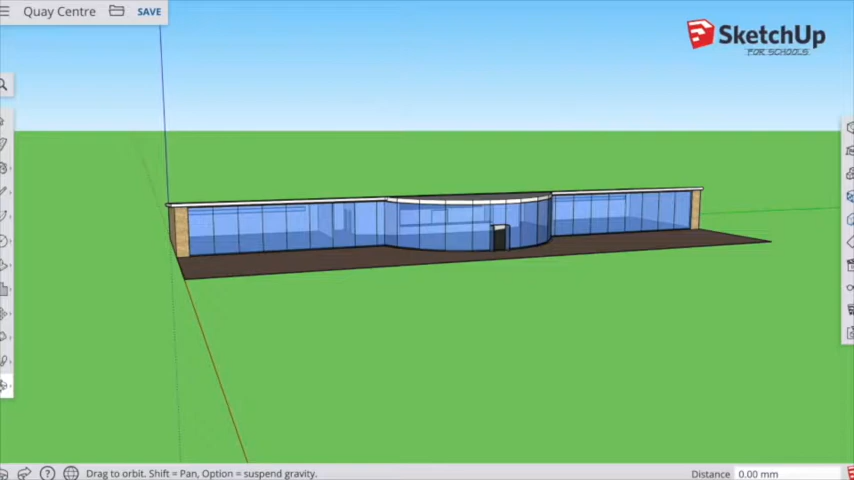 Quay Centre SAVE
SketchUp
FOR SCHOOLS
Drag to orbit. Shift = Pan, Option = suspend gravity.
Distance 0.00 mm